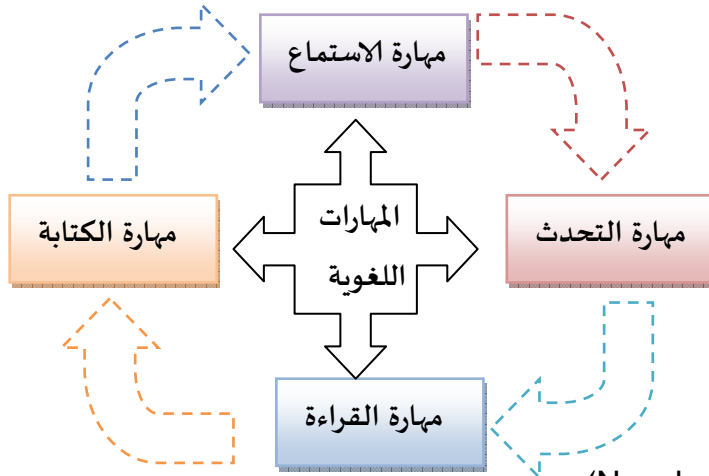 مهارة الاستماع
مهارة التحدث
المهارات
اللغوية
مهارة الكتابة
مهارة القراءة